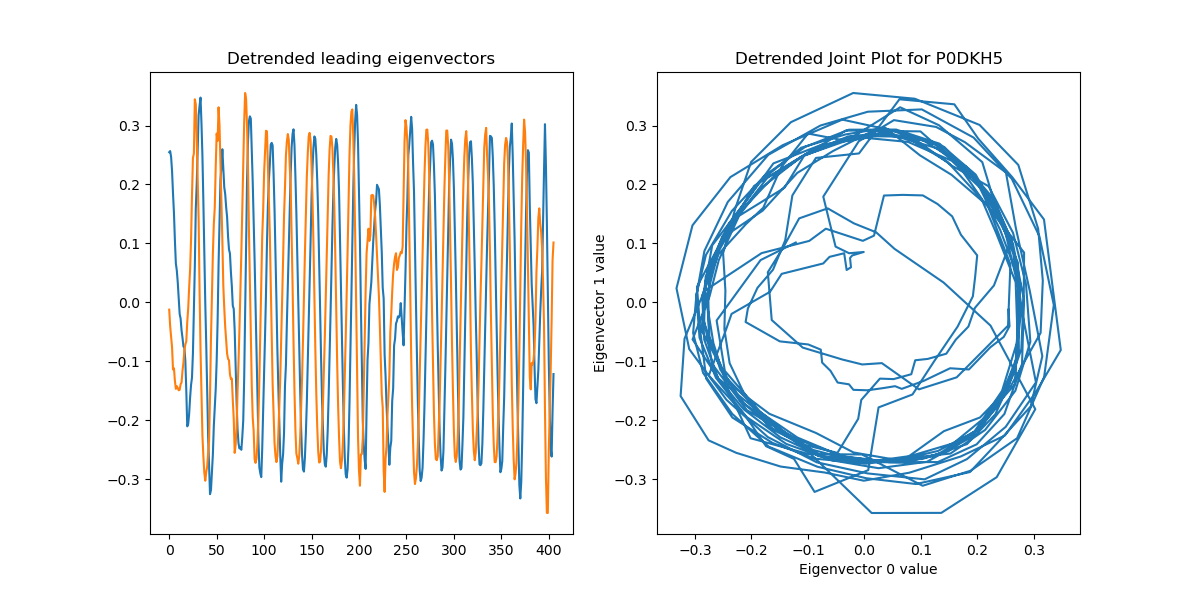 Detrended leading eigenvectors
0.3
0.2
0.1
0.0
−0.1
−0.2
−0.3
0 50 100 150 200 250 300 350 400
Detrended Joint Plot for P0DKH5
Eigenvector 1 value
0.3
0.2
0.1
0.0
−0.1
−0.2
−0.3
−0.3 −0.2 −0.1 0.0 0.1 0.2 0.3
Eigenvector 0 value